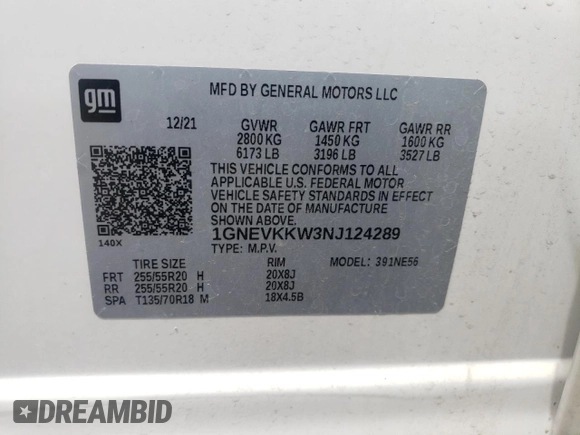 gm
MFD BY GENERAL MOTORS LLC
12/21 GVWR GAWR FRT GAWR RR
2800 KG 1450 KG 1600 KG
6173 LB 3196 LB 3527 LB
THIS VEHICLE CONFORMS TO ALL
APPLICABLE U.S. FEDERAL MOTOR
VEHICLE SAFETY STANDARDS IN EFFECT
ON THE DATE OF MANUFACTURE
SHOWN ABOVE.
1GNEVKKW3NJ124289
140X TYPE: M.P.V.
TIRE SIZE RIM MODEL: 391NE56
FRT 255/55R20 H 20X8J
RR 255/55R20 H 20X8J
SPA T135/70R18 M 18X4.5B
DREAMBID